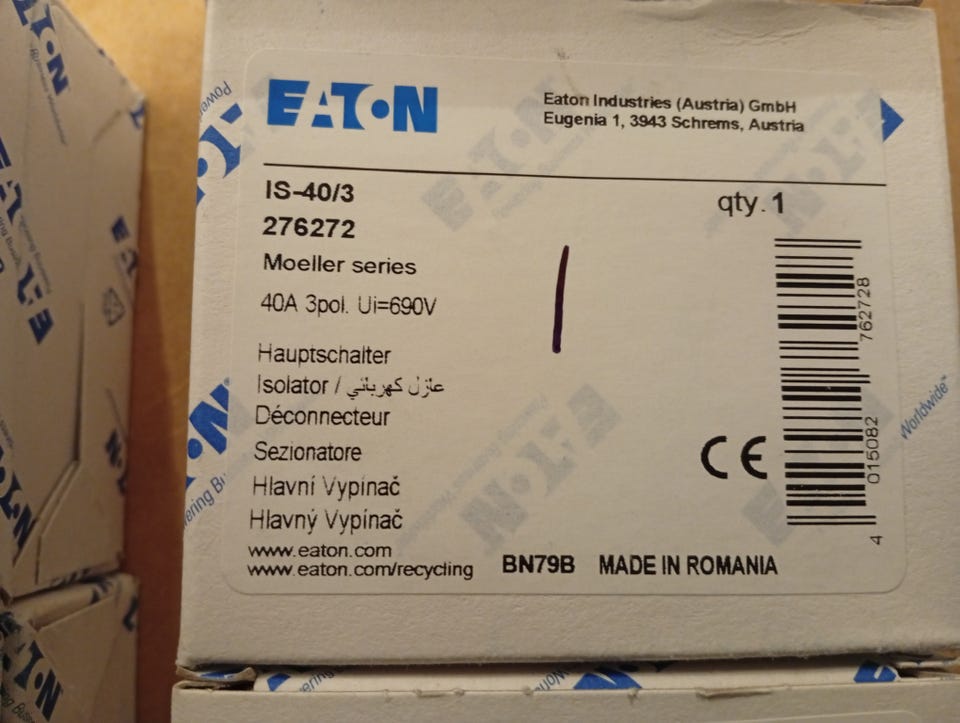 EATON
Eaton Industries (Austria) GmbH
Eugenia 1, 3943 Schrems, Austria
IS-40/3
qty. 1
276272
Moeller series
40A 3pol. Ui=690V
Hauptschalter
Isolator / عازل كهربائي
Déconnecteur
Sezionatore
Hlavní Vypínač
Hlavný Vypínač
www.eaton.com
www.eaton.com/recycling
BN79B MADE IN ROMANIA
CE
4 015082 762728
Worldwide